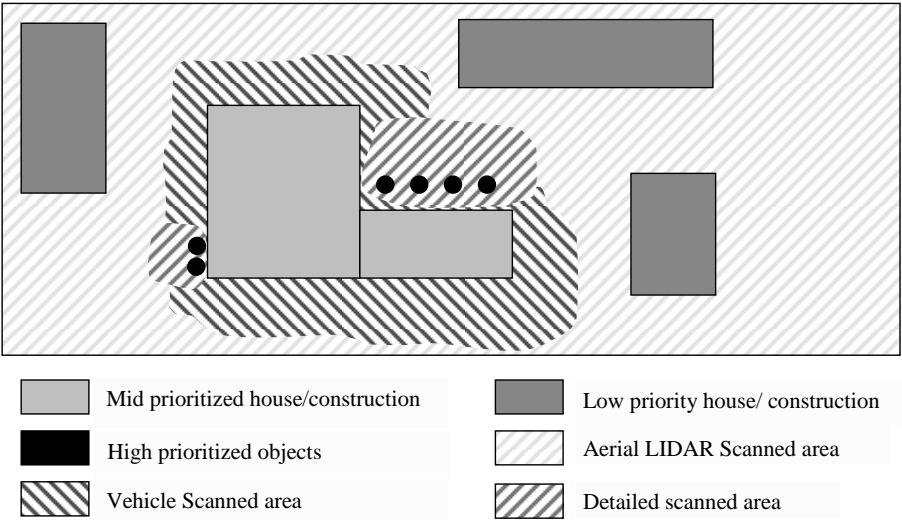 Mid prioritized house/construction
Low priority house/ construction
High prioritized objects
Aerial LIDAR Scanned area
Vehicle Scanned area
Detailed scanned area